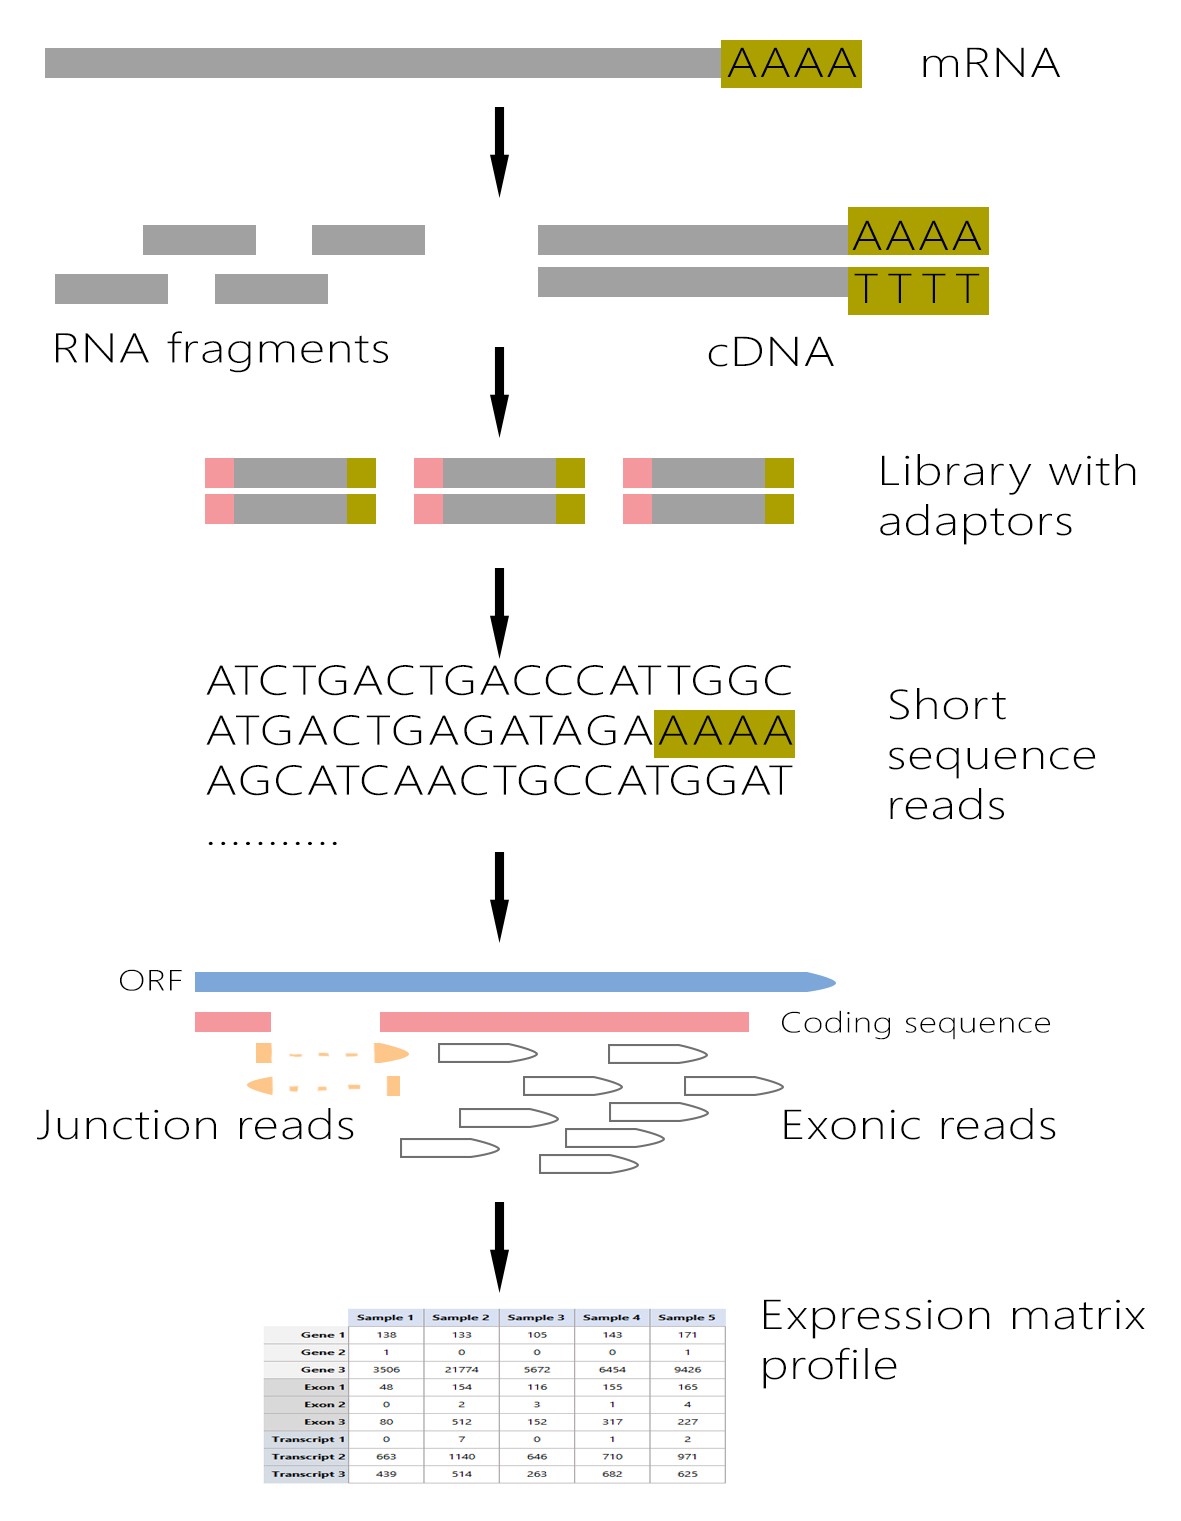 AAAA mRNA
AAAA
TTTT
RNA fragments
cDNA
Library with
adaptors
ATCTGACTGACCCATTGGC
ATGACTGAGATAGAAAAA
AGCATCAACTGCCATGGAT
...........
Short
sequence
reads
ORF
Coding sequence
Junction reads
Exonic reads
Expression matrix
profile
Sample 1 Sample 2 Sample 3 Sample 4 Sample 5
Gene 1 138 133 105 143 171
Gene 2 1 0 0 0 1
Gene 3 3506 21774 5672 6454 9426
Exon 1 48 154 116 155 165
Exon 2 0 2 3 1 4
Exon 3 80 512 152 317 227
Transcript 1 0 7 0 1 2
Transcript 2 663 1140 646 710 971
Transcript 3 439 514 263 682 625